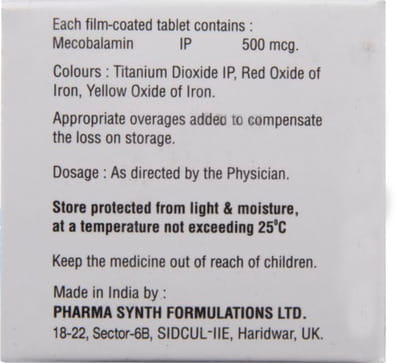 Each film-coated tablet contains :
Mecobalamin IP 500 mcg.
Colours : Titanium Dioxide IP, Red Oxide of
Iron, Yellow Oxide of Iron.
Appropriate overages added to compensate
the loss on storage.
Dosage : As directed by the Physician.
Store protected from light & moisture,
at a temperature not exceeding 25°C
Keep the medicine out of reach of children.
Made in India by :
PHARMA SYNTH FORMULATIONS LTD.
18-22, Sector-6B, SIDCUL-IIE, Haridwar, UK.